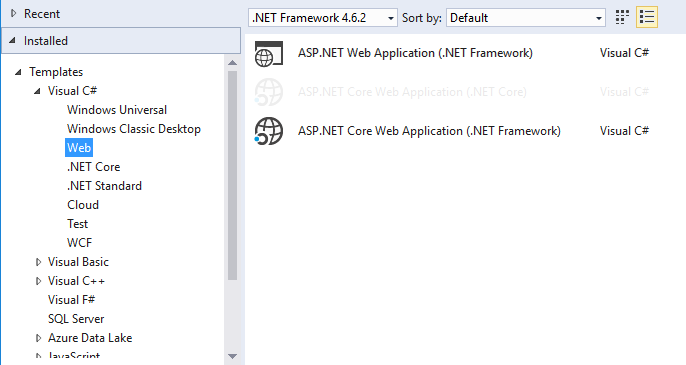 Recent
.NET Framework 4.6.2
Sort by:
Default
Installed
Templates
Visual C#
Windows Universal
Windows Classic Desktop
Web
.NET Core
.NET Standard
Cloud
Test
WCF
Visual Basic
Visual C++
Visual F#
SQL Server
Azure Data Lake
JavaScript
ASP.NET Web Application (.NET Framework) Visual C#
ASP.NET Core Web Application (.NET Core) Visual C#
ASP.NET Core Web Application (.NET Framework) Visual C#